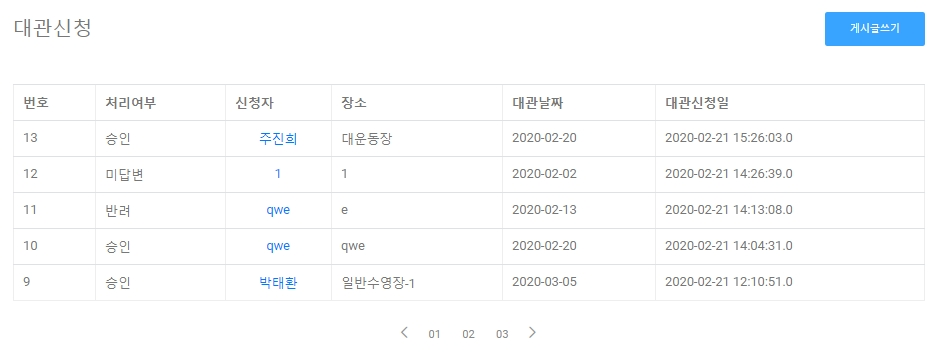 대관신청
게시글쓰기
번호 처리여부 신청자 장소 대관날짜 대관신청일
13 승인 주진희 대운동장 2020-02-20 2020-02-21 15:26:03.0
12 미답변 1 1 2020-02-02 2020-02-21 14:26:39.0
11 반려 qwe e 2020-02-13 2020-02-21 14:13:08.0
10 승인 qwe qwe 2020-02-20 2020-02-21 14:04:31.0
9 승인 박태환 일반수영장-1 2020-03-05 2020-02-21 12:10:51.0
01 02 03